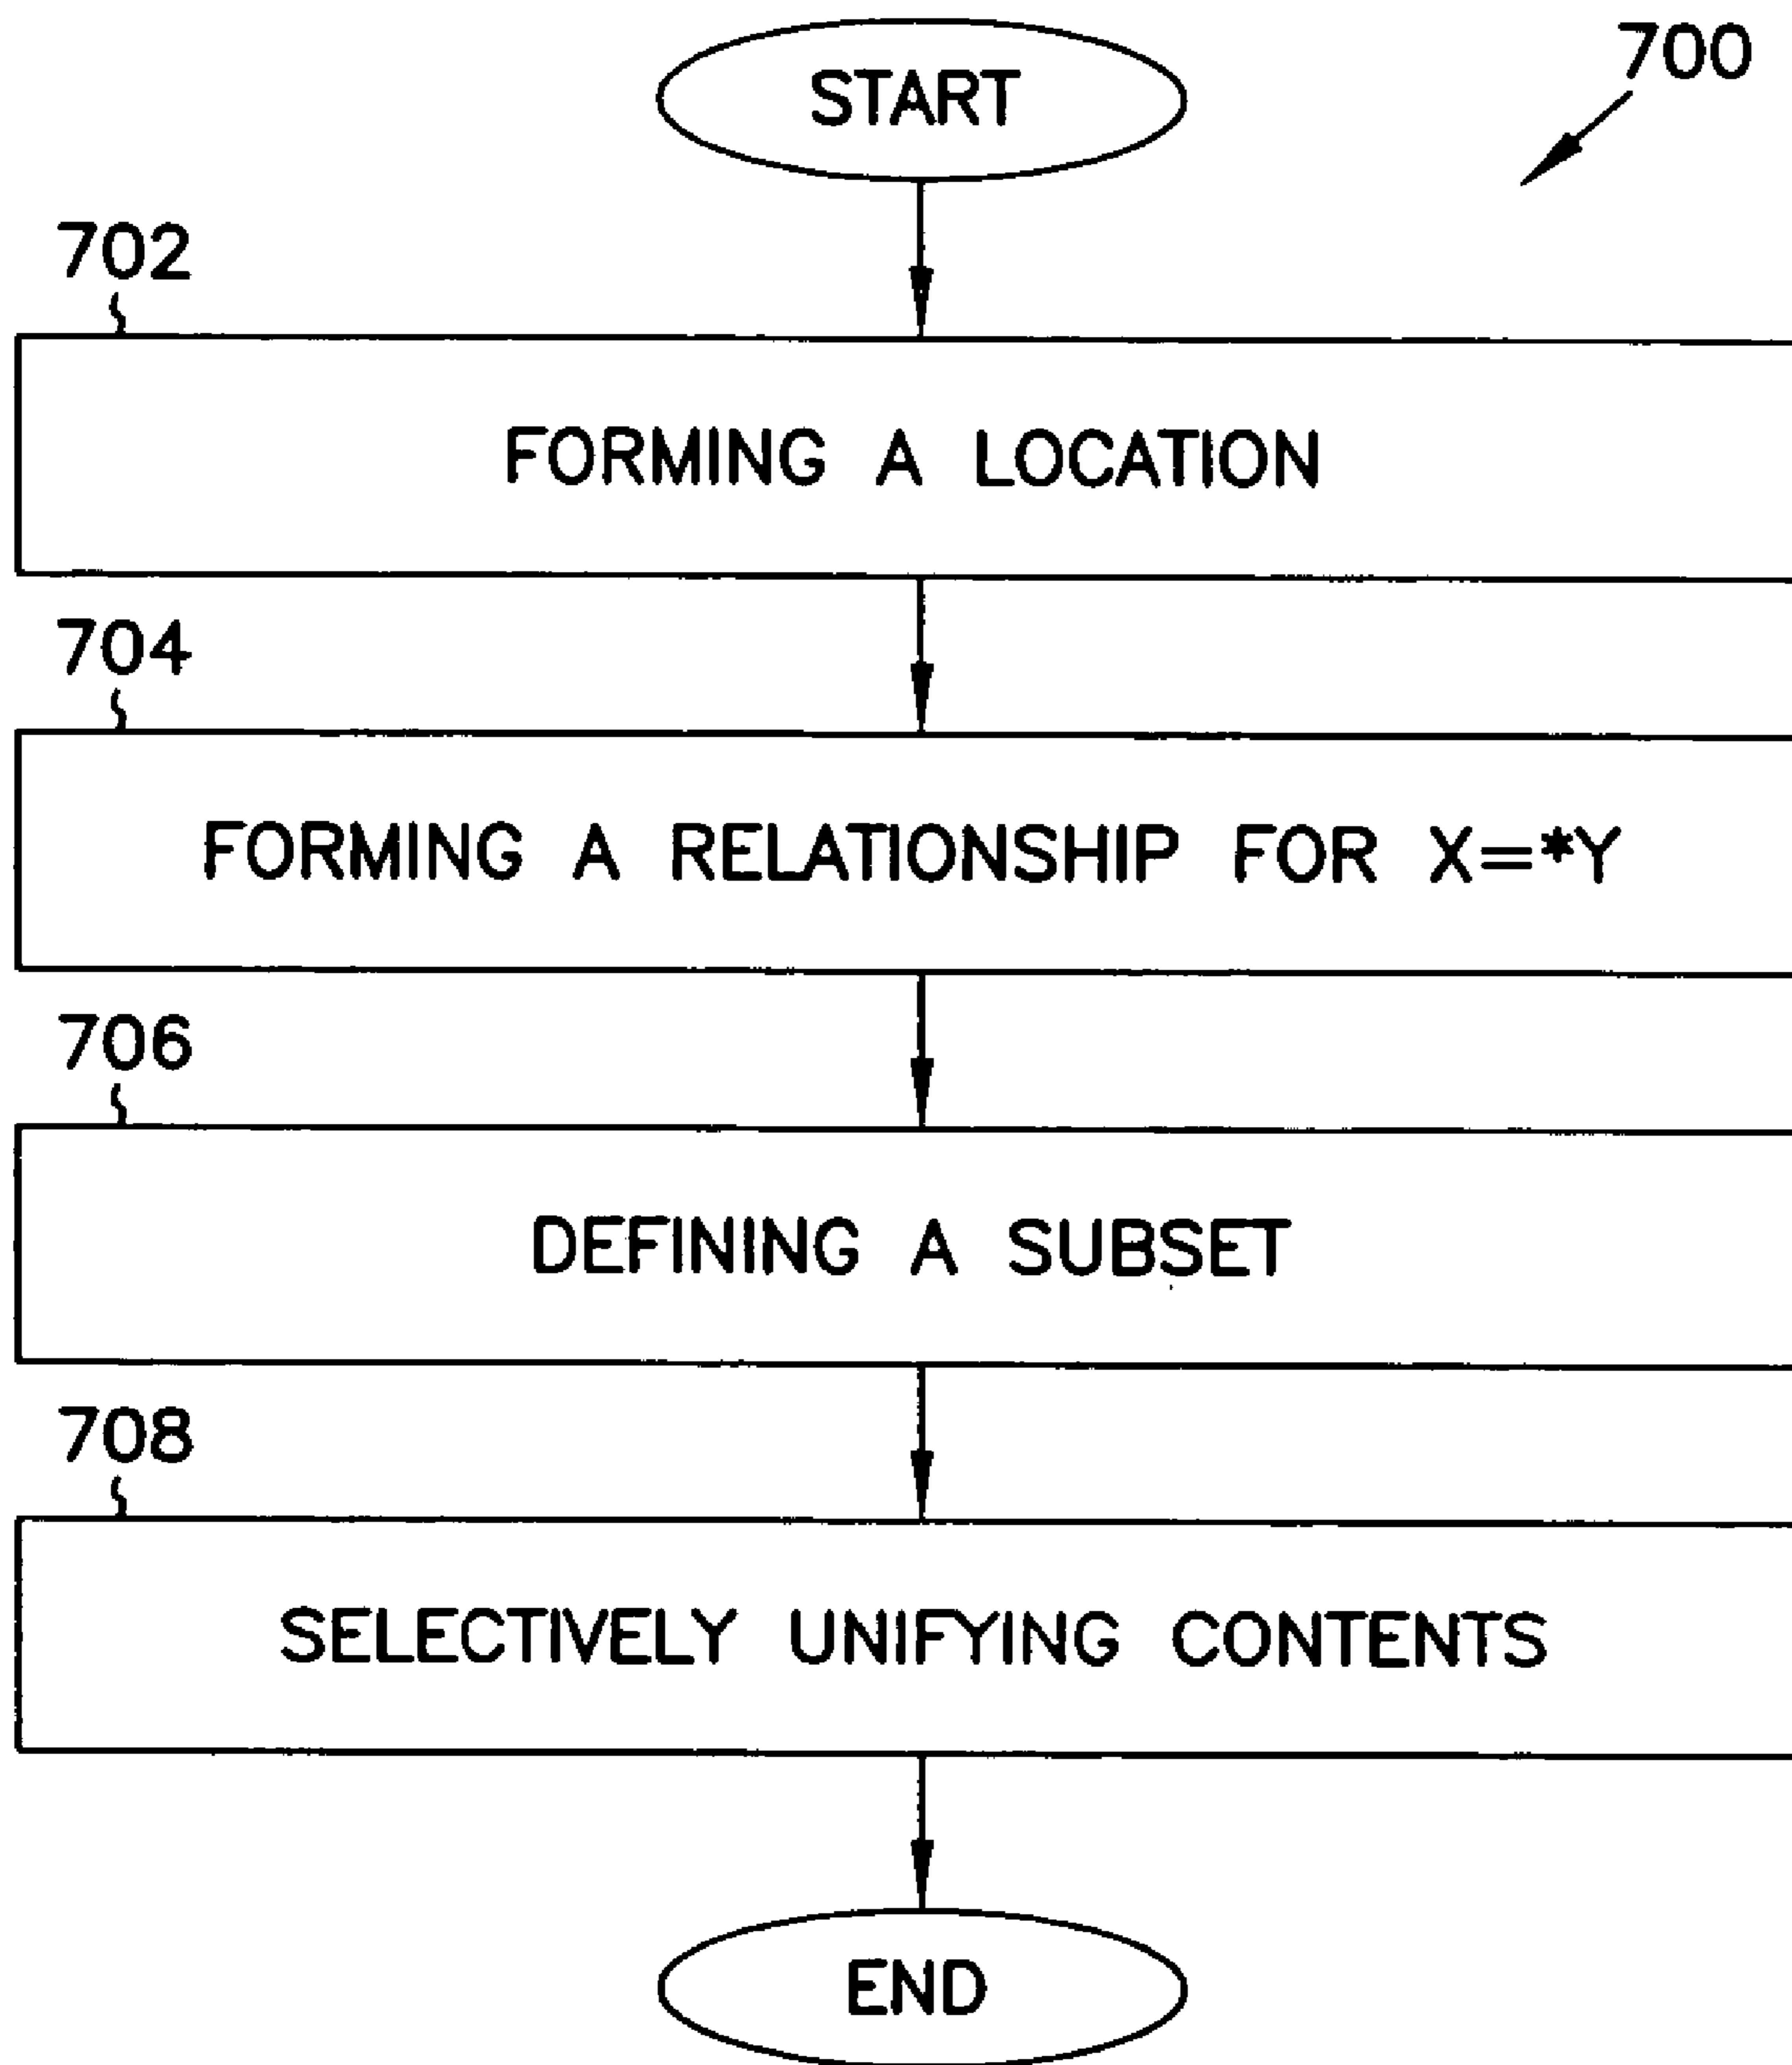 START
700
702
FORMING A LOCATION
704
FORMING A RELATIONSHIP FOR X=*Y
706
DEFINING A SUBSET
708
SELECTIVELY UNIFYING CONTENTS
END